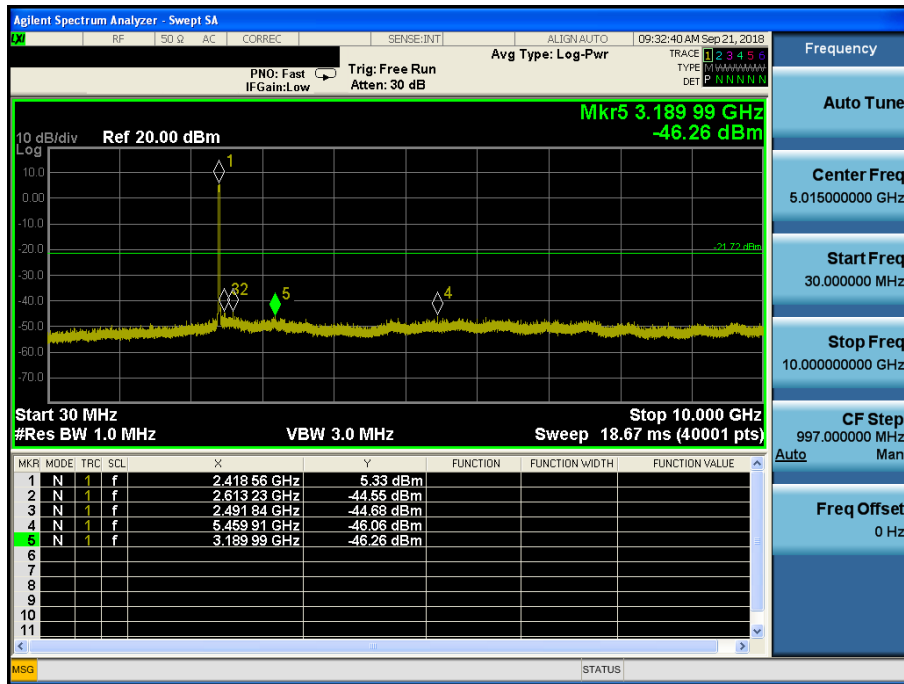 Agilent Spectrum Analyzer - Swept SA
LXI RF 50 Ω AC CORREC SENSE:INT ALIGN AUTO 09:32:40 AM Sep 21, 2018
PNO: Fast Trig: Free Run Avg Type: Log-Pwr TRACE 1 2 3 4 5 6
IFGain:Low Atten: 30 dB TYPE M WWWWW
DET P N N N N N
Mkr5 3.189 99 GHz
-46.26 dBm
10 dB/div Ref 20.00 dBm
Log
10.0
0.00
-10.0
-20.0
-30.0
-40.0
-50.0
-60.0
-70.0
1
-21.72 dBm
3 2 5 4
Start 30 MHz Stop 10.000 GHz
#Res BW 1.0 MHz VBW 3.0 MHz Sweep 18.67 ms (40001 pts)
MKR MODE TRC SCL X Y FUNCTION FUNCTION WIDTH FUNCTION VALUE
1 N 1 f 2.418 56 GHz 5.33 dBm
2 N 1 f 2.613 23 GHz -44.55 dBm
3 N 1 f 2.491 84 GHz -44.68 dBm
4 N 1 f 5.459 91 GHz -46.06 dBm
5 N 1 f 3.189 99 GHz -46.26 dBm
6
7
8
9
10
11
MSG STATUS
Frequency
Auto Tune
Center Freq
5.015000000 GHz
Start Freq
30.000000 MHz
Stop Freq
10.000000000 GHz
CF Step
997.000000 MHz
Auto Man
Freq Offset
0 Hz